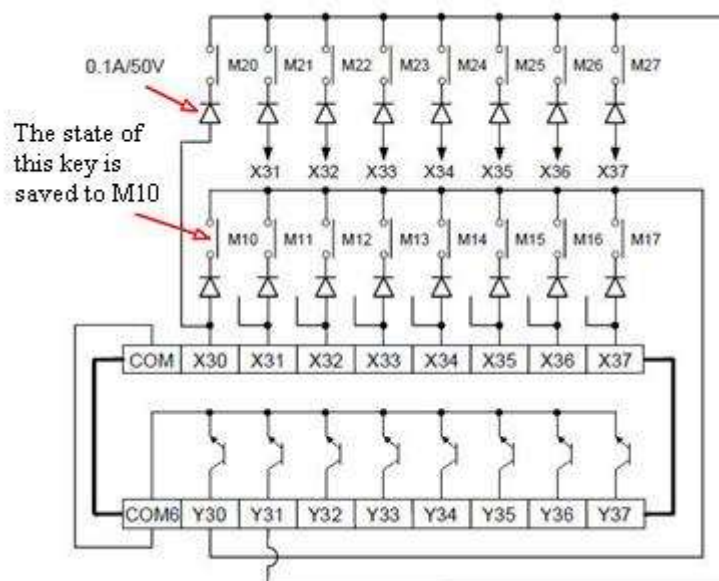 M20 M21 M22 M23 M24 M25 M26 M27
0.1A/50V
The state of
this key is
saved to M10
X31 X32 X33 X34 X35 X36 X37
M10 M11 M12 M13 M14 M15 M16 M17
COM X30 X31 X32 X33 X34 X35 X36 X37
COM6 Y30 Y31 Y32 Y33 Y34 Y35 Y36 Y37